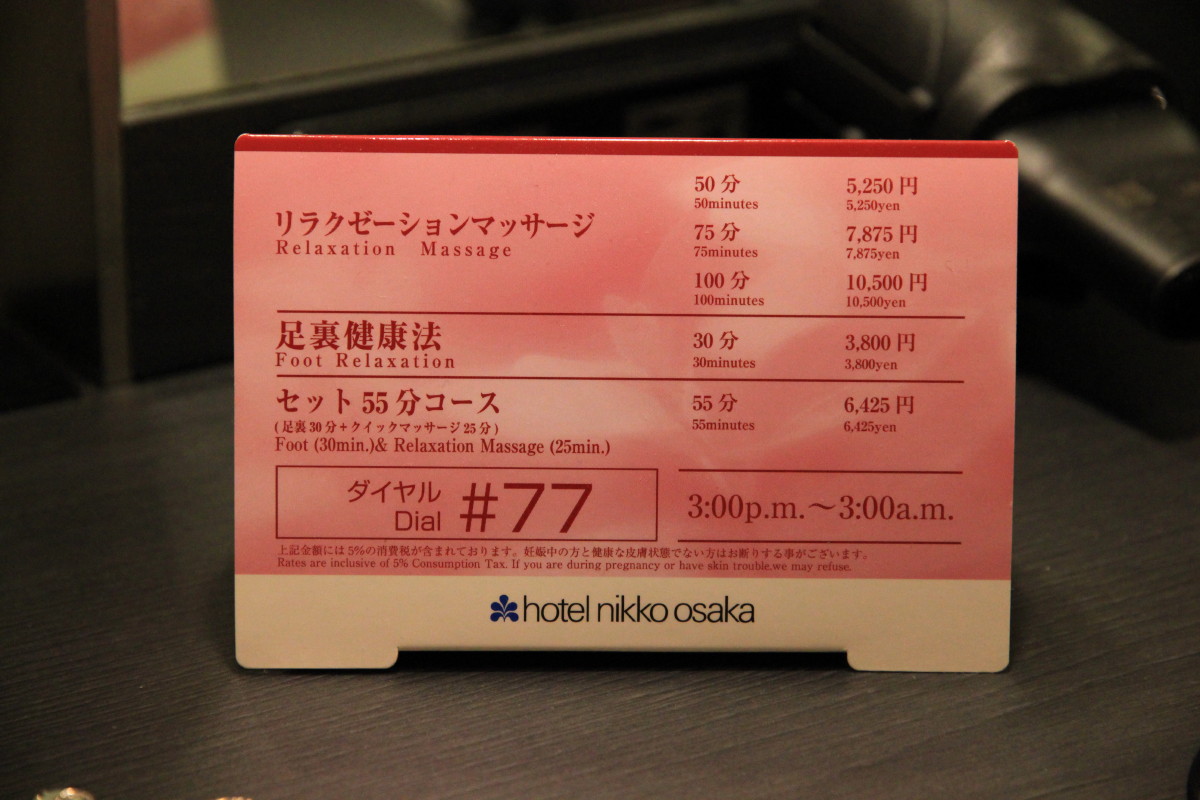 50分 5,250円
50minutes 5,250yen
リラクゼーションマッサージ
Relaxation Massage
75分 7,875円
75minutes 7,875yen
100分 10,500円
100minutes 10,500yen
足裏健康法 30分 3,800円
Foot Relaxation 30minutes 3,800yen
セット55分コース 55分 6,425円
(足裏30分+クイックマッサージ25分) 55minutes 6,425yen
Foot (30min.)& Relaxation Massage (25min.)
ダイヤル
Dial #77
3:00p.m.～3:00a.m.
上記金額には5%の消費税が含まれております。妊娠中の方と健康な皮膚状態でない方はお断りする事がございます。
Rates are inclusive of 5% Consumption Tax. If you are during pregnancy or have skin trouble,we may refuse.
hotel nikko osaka